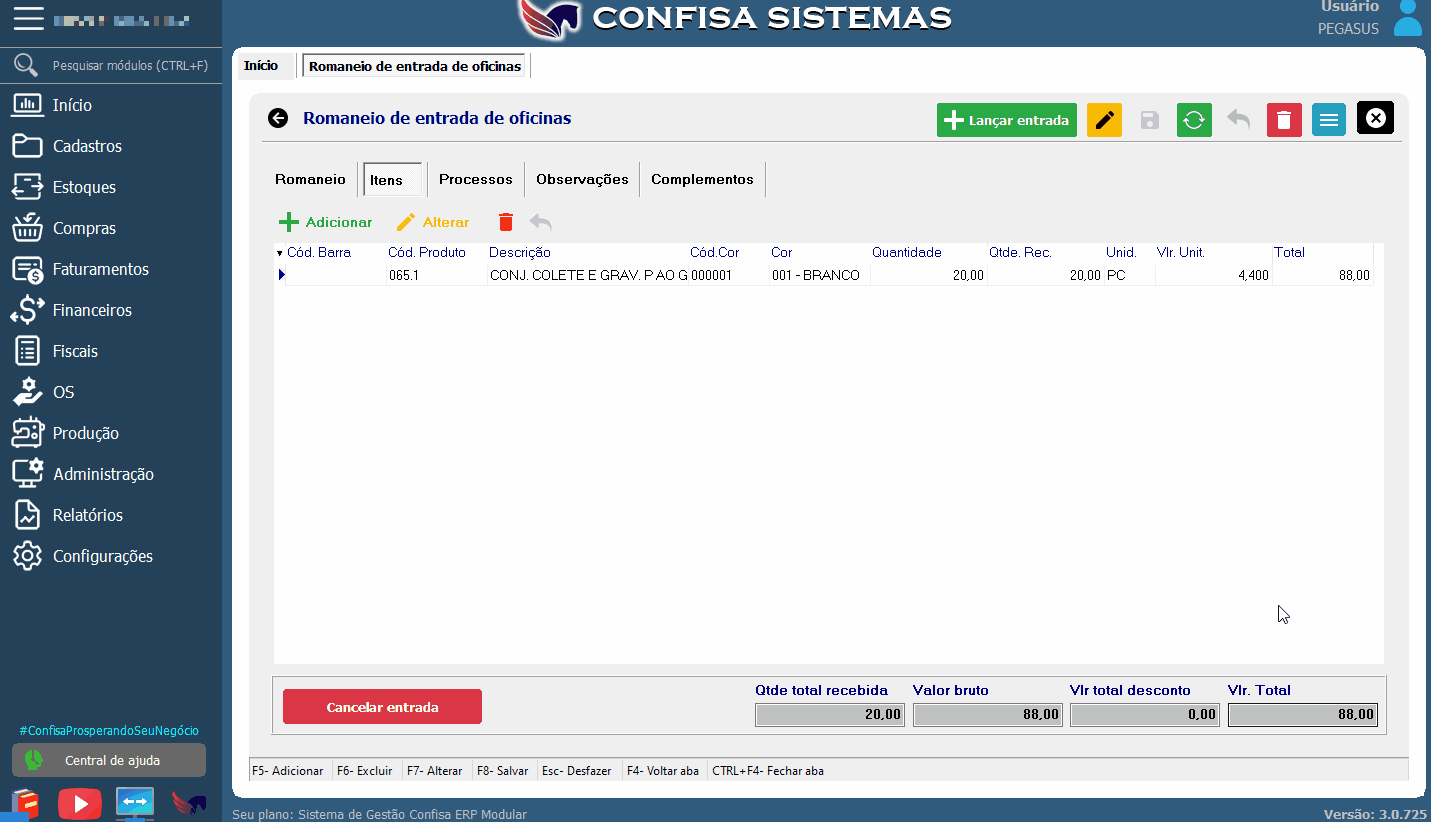 CONFISA SISTEMAS
Usuário
PEGASUS
Pesquisar módulos (CTRL+F)
Início
Cadastros
Estoques
Compras
Faturamentos
Financeiros
Fiscais
OS
Produção
Administração
Relatórios
Configurações
#ConfisaProsperandoSeuNegócio
Central de ajuda
Início
Romaneio de entrada de oficinas
Romaneio de entrada de oficinas
Lançar entrada
Romaneio Itens Processos Observações Complementos
Adicionar Alterar
Cód. Barra Cód. Produto Descrição Cód.Cor Cor Quantidade Qtde. Rec. Unid. Vlr. Unit. Total
065.1 CONJ. COLETE E GRAV. P AO G 000001 001 - BRANCO 20,00 20,00 PC 4,400 88,00
Cancelar entrada
Qtde total recebida Valor bruto Vlr total desconto Vlr. Total
20,00 88,00 0,00 88,00
F5- Adicionar F6- Excluir F7- Alterar F8- Salvar Esc- Desfazer F4- Voltar aba CTRL+F4- Fechar aba
Seu plano: Sistema de Gestão Confisa ERP Modular
Versão: 3.0.725